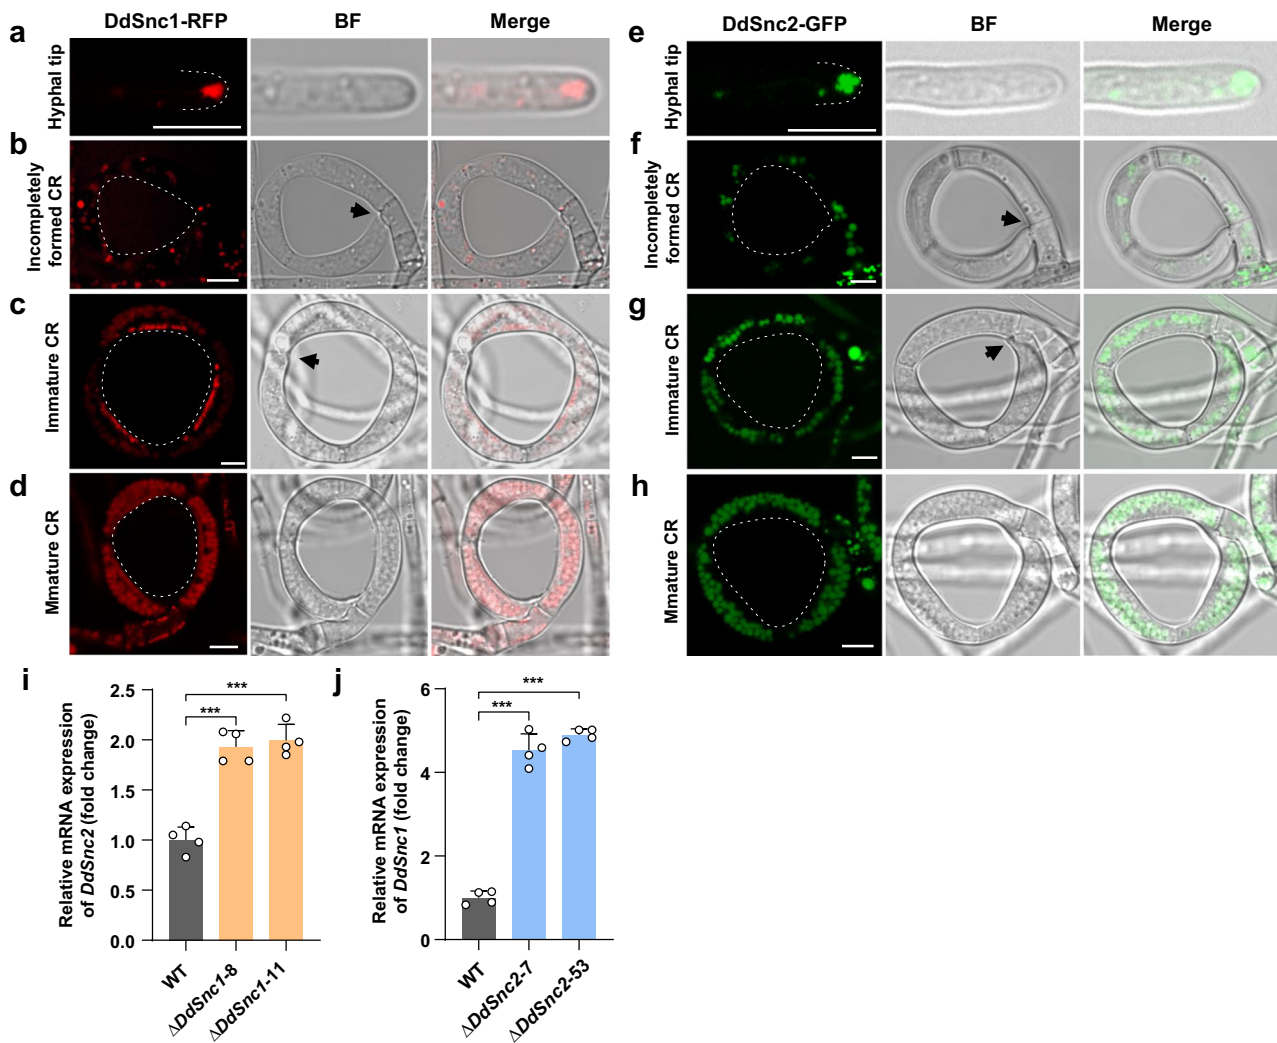 a
DdSnc1-RFP
BF
Merge
Hyphal tip
b
Incompletely
formed CR
c
Immature CR
d
Mmature CR
e
DdSnc2-GFP
BF
Merge
Hyphal tip
f
Incompletely
formed CR
g
Immature CR
h
Mmature CR
i
Relative mRNA expression
of DdSnc2 (fold change)
2.5
2.0
1.5
1.0
0.5
0.0
***
***
WT
ΔDdSnc1-8
ΔDdSnc1-11
j
Relative mRNA expression
of DdSnc1 (fold change)
6
4
2
0
***
***
WT
ΔDdSnc2-7
ΔDdSnc2-53